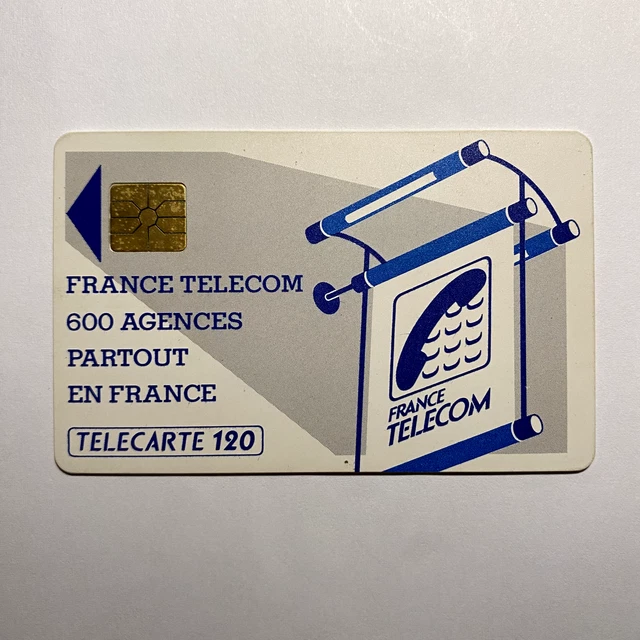 FRANCE TELECOM
600 AGENCES
PARTOUT
EN FRANCE
TELECARTE 120
FRANCE
TELECOM